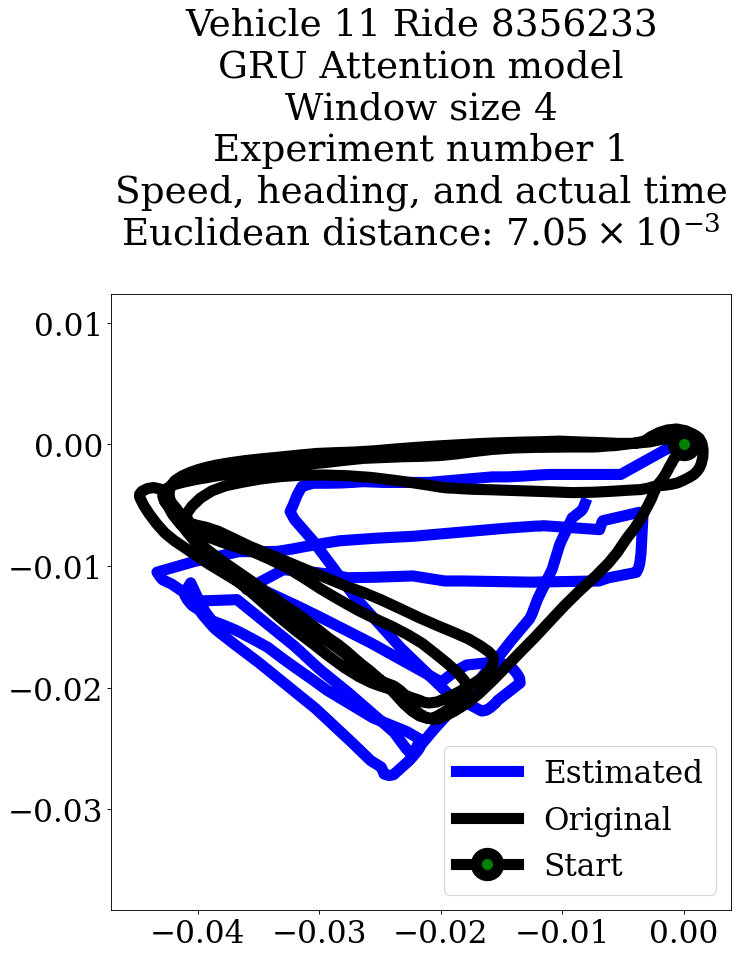 Vehicle 11 Ride 8356233
GRU Attention model
Window size 4
Experiment number 1
Speed, heading, and actual time
Euclidean distance: 7.05 × 10⁻³
0.01
0.00
−0.01
−0.02
−0.03
Estimated
Original
Start
−0.04
−0.03
−0.02
−0.01
0.00